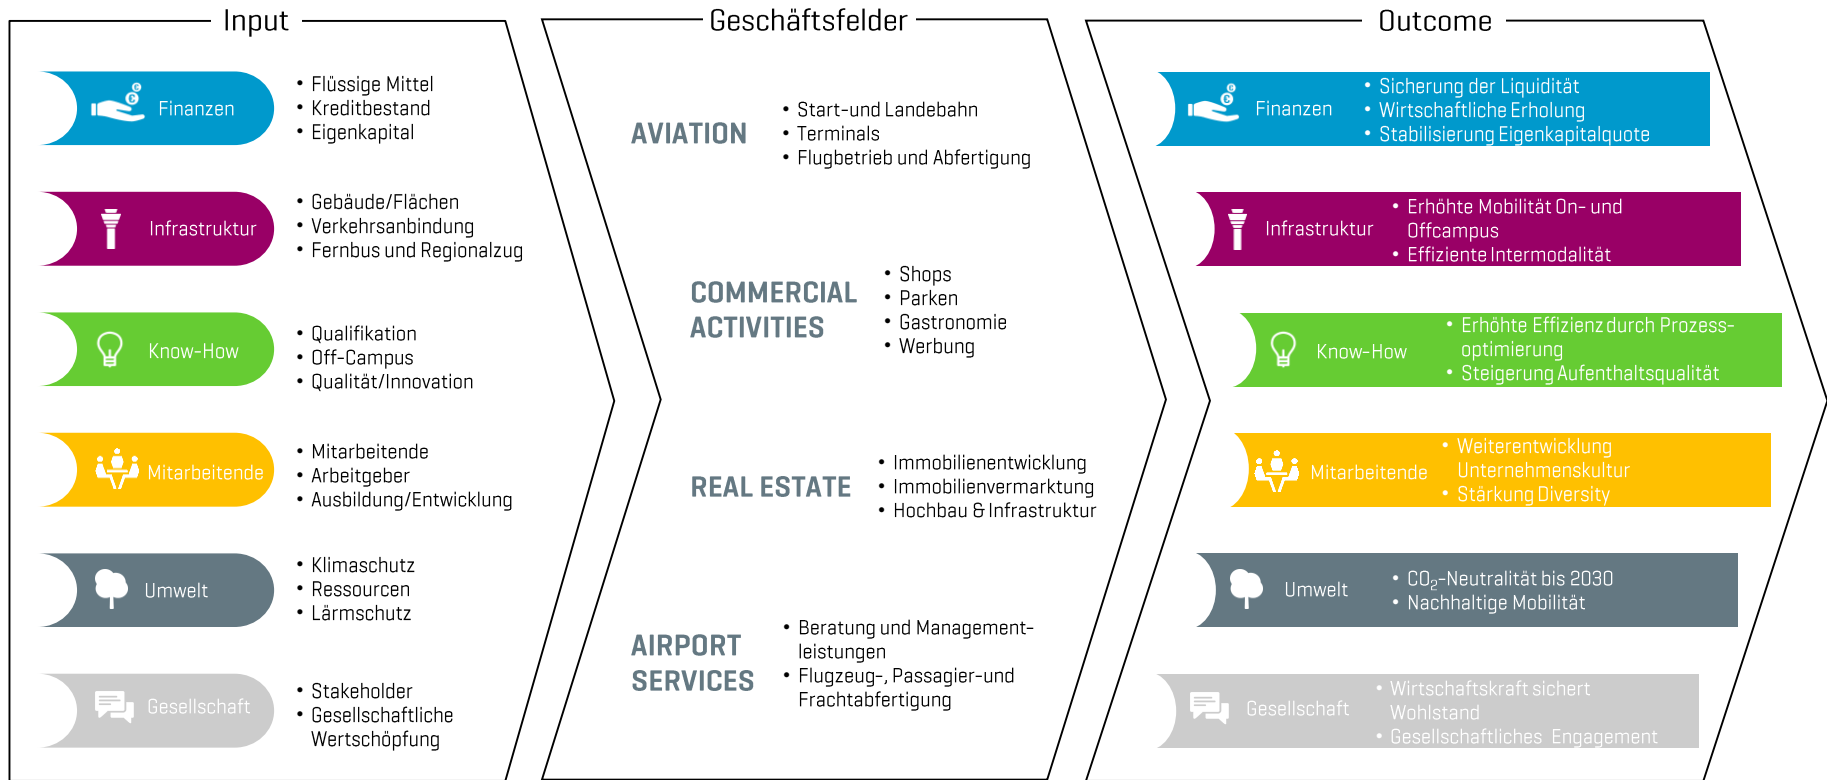 Input
Finanzen
• Flüssige Mittel
• Kreditbestand
• Eigenkapital
Infrastruktur
• Gebäude/Flächen
• Verkehrsanbindung
• Fernbus und Regionalzug
Know-How
• Qualifikation
• Off-Campus
• Qualität/Innovation
Mitarbeitende
• Mitarbeitende
• Arbeitgeber
• Ausbildung/Entwicklung
Umwelt
• Klimaschutz
• Ressourcen
• Lärmschutz
Gesellschaft
• Stakeholder
• Gesellschaftliche
Wertschöpfung
Geschäftsfelder
AVIATION
• Start-und Landebahn
• Terminals
• Flugbetrieb und Abfertigung
COMMERCIAL
ACTIVITIES
• Shops
• Parken
• Gastronomie
• Werbung
REAL ESTATE
• Immobilienentwicklung
• Immobilienvermarktung
• Hochbau & Infrastruktur
AIRPORT
SERVICES
• Beratung und Management-
leistungen
• Flugzeug-, Passagier-und
Frachtabfertigung
Outcome
Finanzen
• Sicherung der Liquidität
• Wirtschaftliche Erholung
• Stabilisierung Eigenkapitalquote
Infrastruktur
• Erhöhte Mobilität On- und
Offcampus
• Effiziente Intermodalität
Know-How
• Erhöhte Effizienz durch Prozess-
optimierung
• Steigerung Aufenthaltsqualität
Mitarbeitende
• Weiterentwicklung
Unternehmenskultur
• Stärkung Diversity
Umwelt
• CO₂-Neutralität bis 2030
• Nachhaltige Mobilität
Gesellschaft
• Wirtschaftskraft sichert
Wohlstand
• Gesellschaftliches Engagement